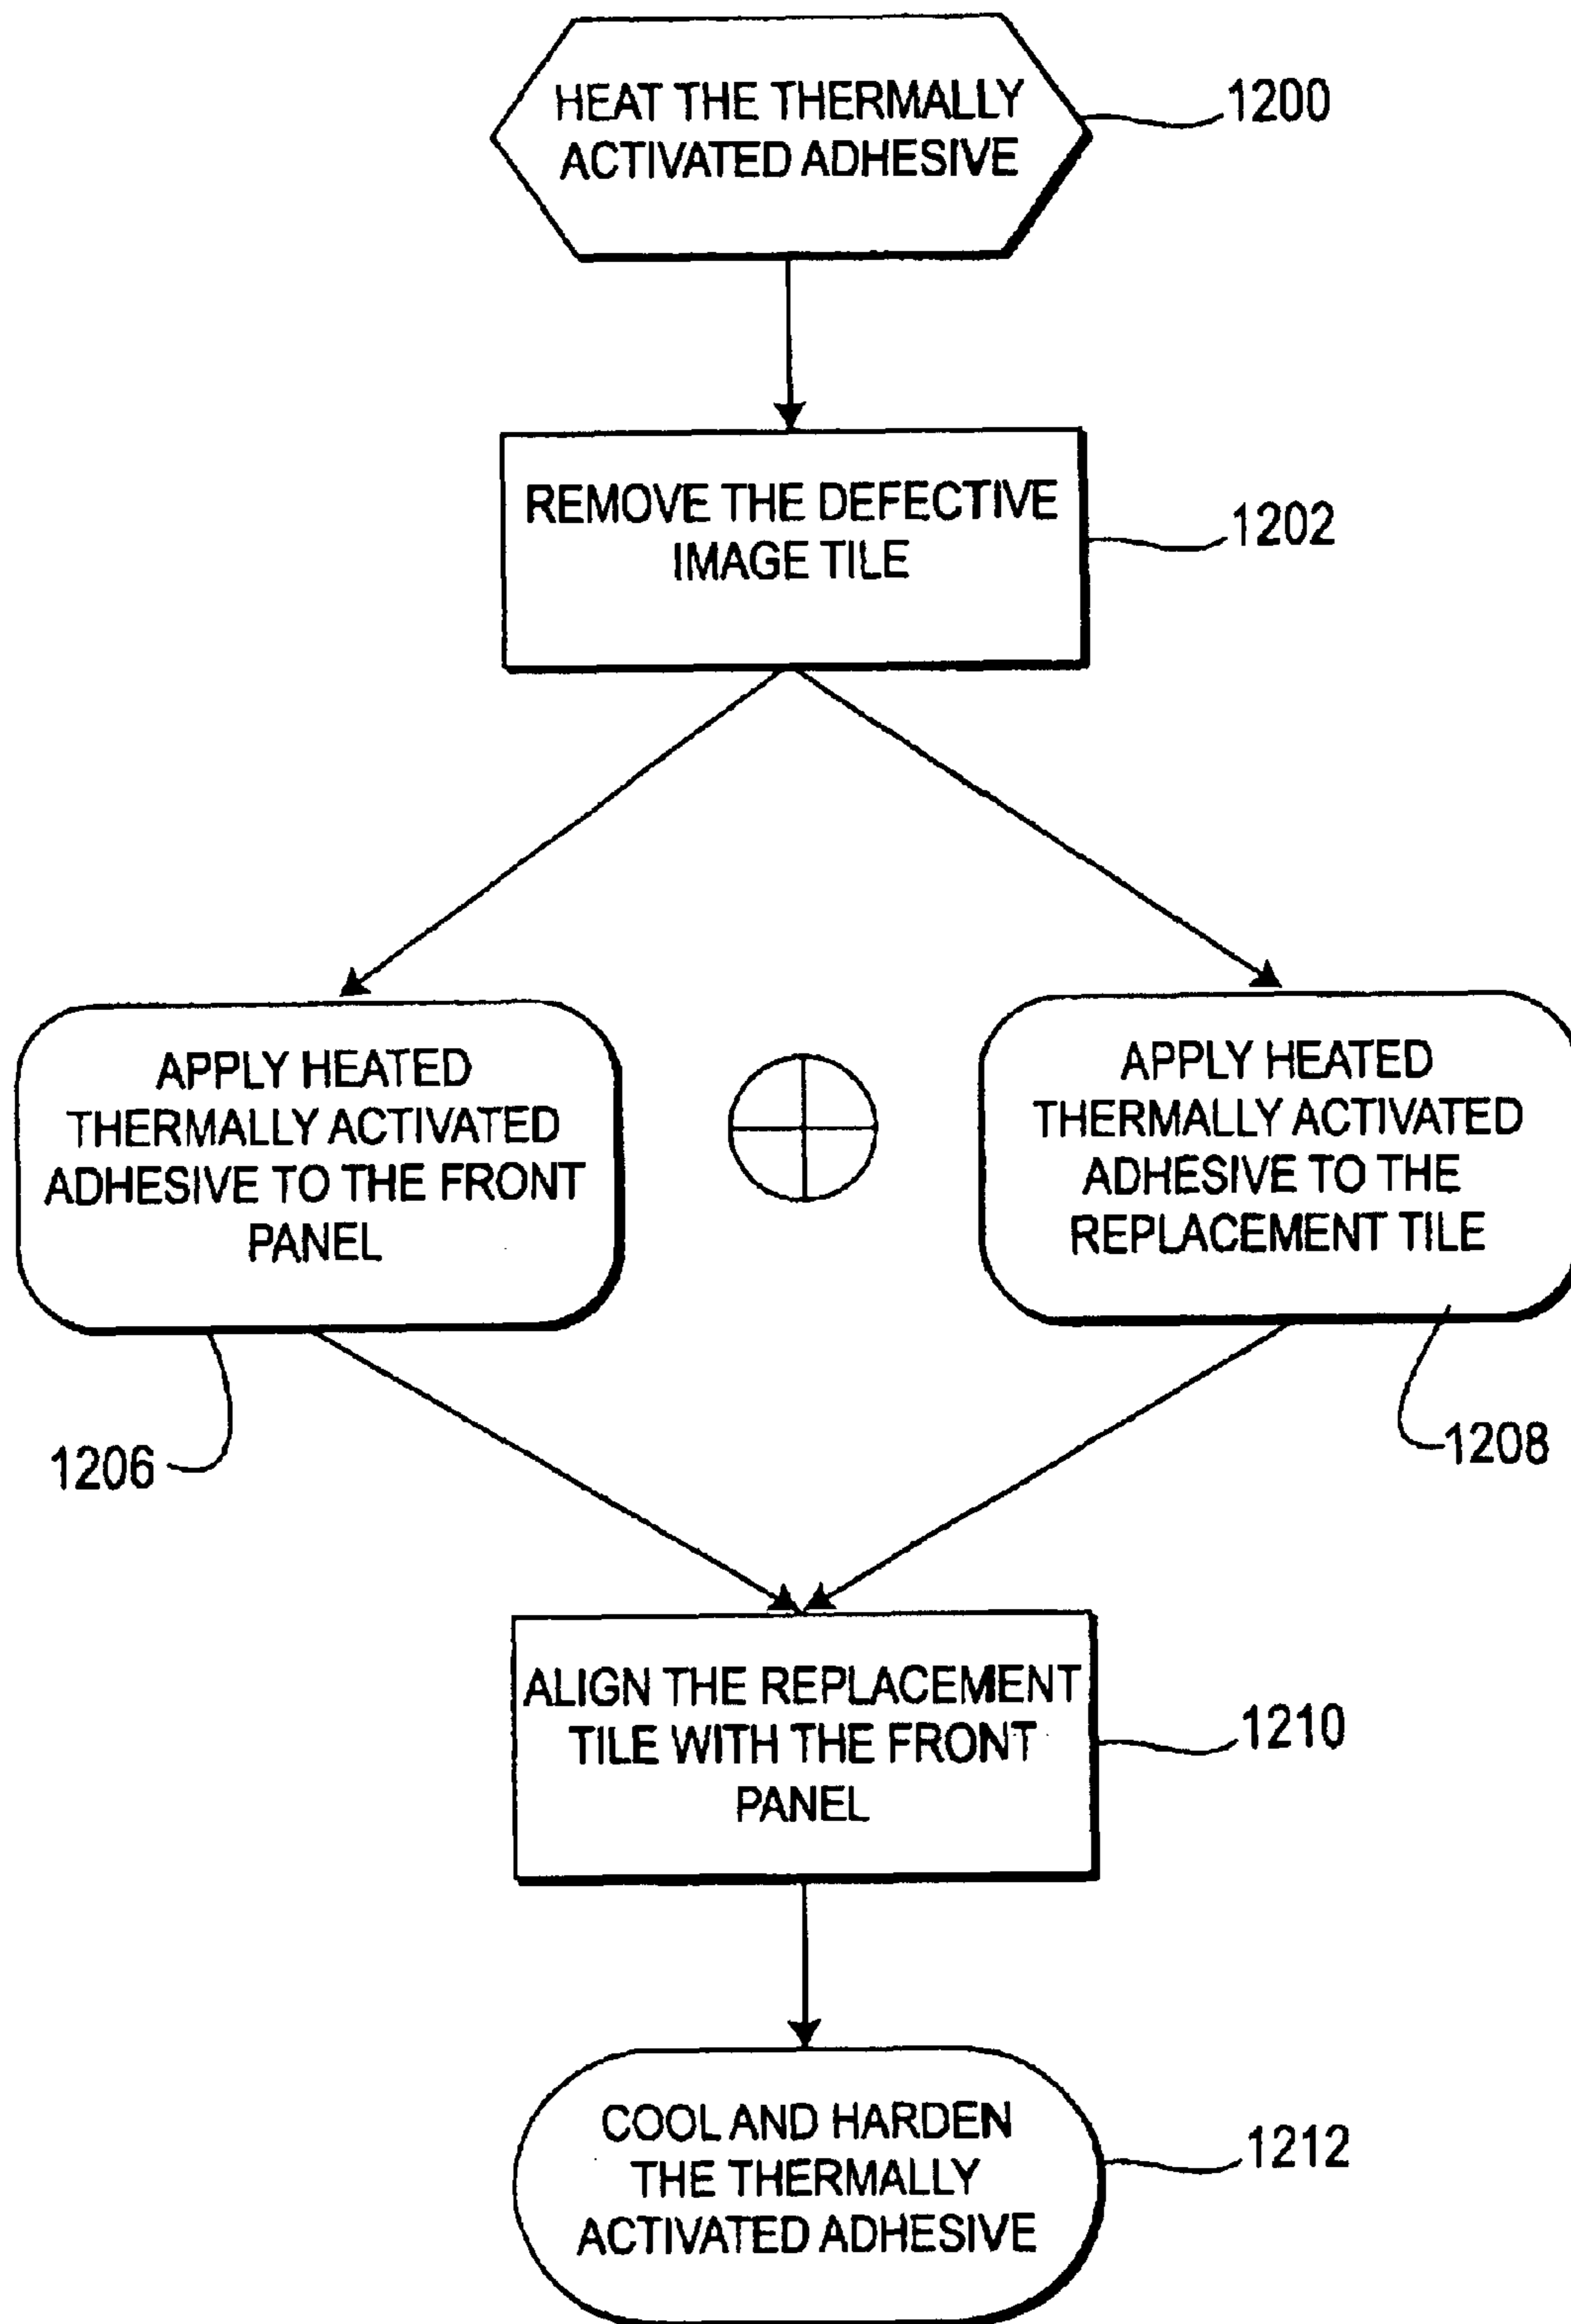 HEAT THE THERMALLY
ACTIVATED ADHESIVE
1200
REMOVE THE DEFECTIVE
IMAGE TILE
1202
APPLY HEATED
THERMALLY ACTIVATED
ADHESIVE TO THE FRONT
PANEL
1206
APPLY HEATED
THERMALLY ACTIVATED
ADHESIVE TO THE
REPLACEMENT TILE
1208
ALIGN THE REPLACEMENT
TILE WITH THE FRONT
PANEL
1210
COOL AND HARDEN
THE THERMALLY
ACTIVATED ADHESIVE
1212